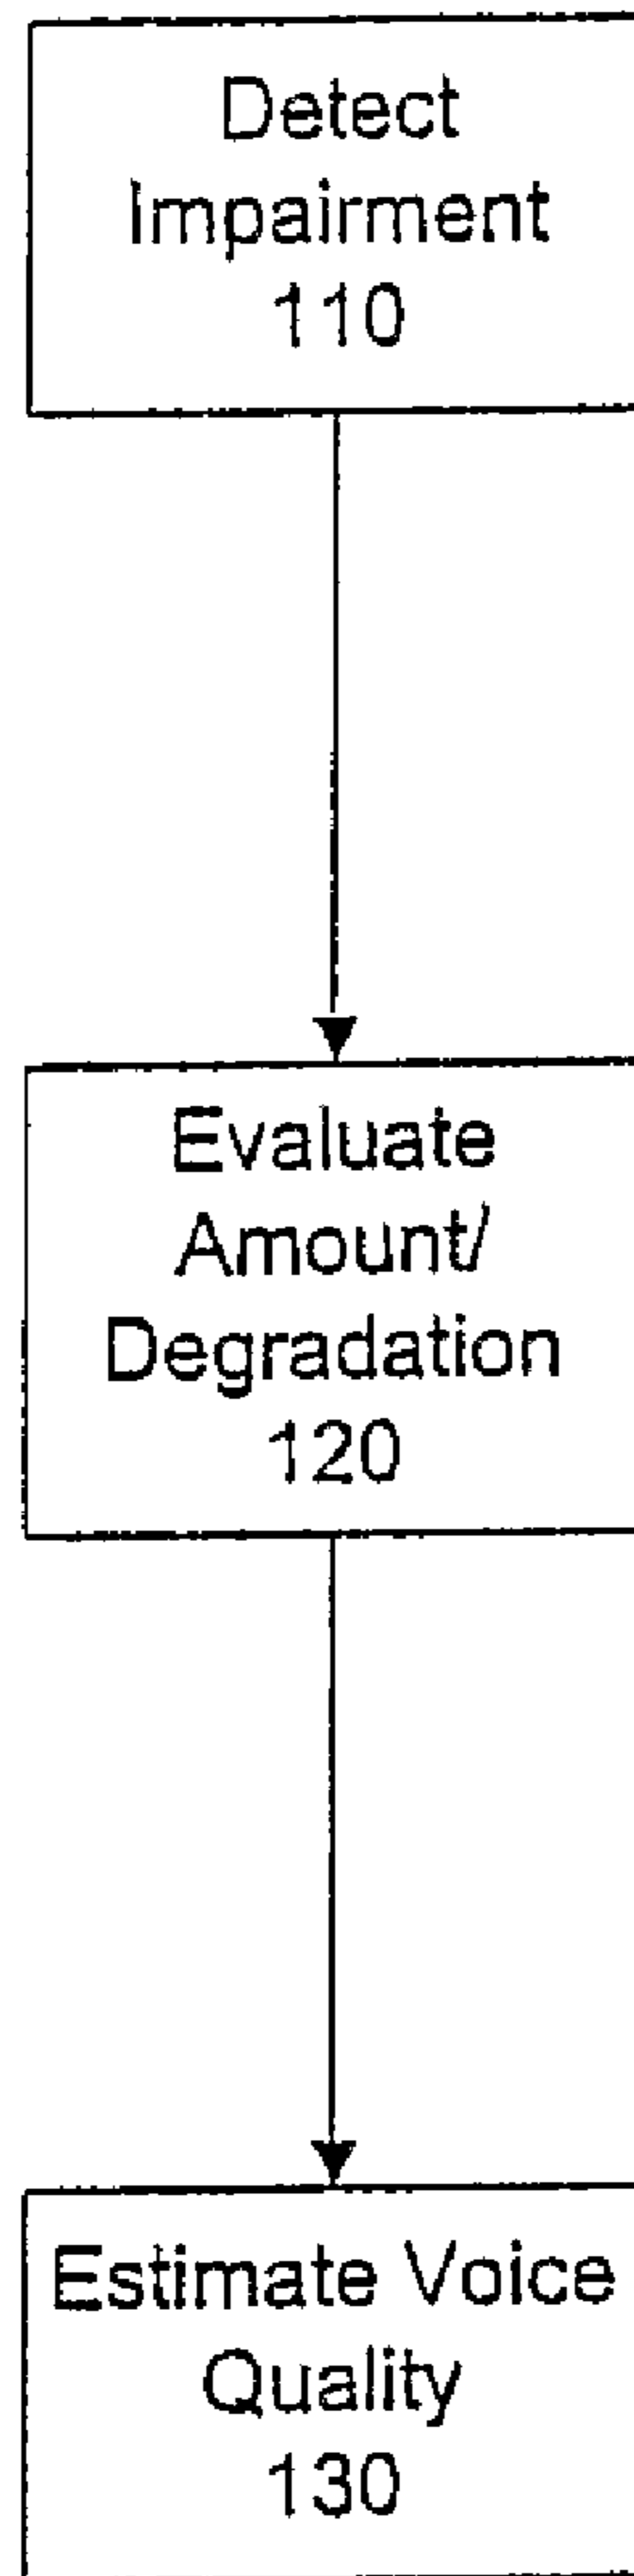 Detect
Impairment
110
Evaluate
Amount/
Degradation
120
Estimate Voice
Quality
130